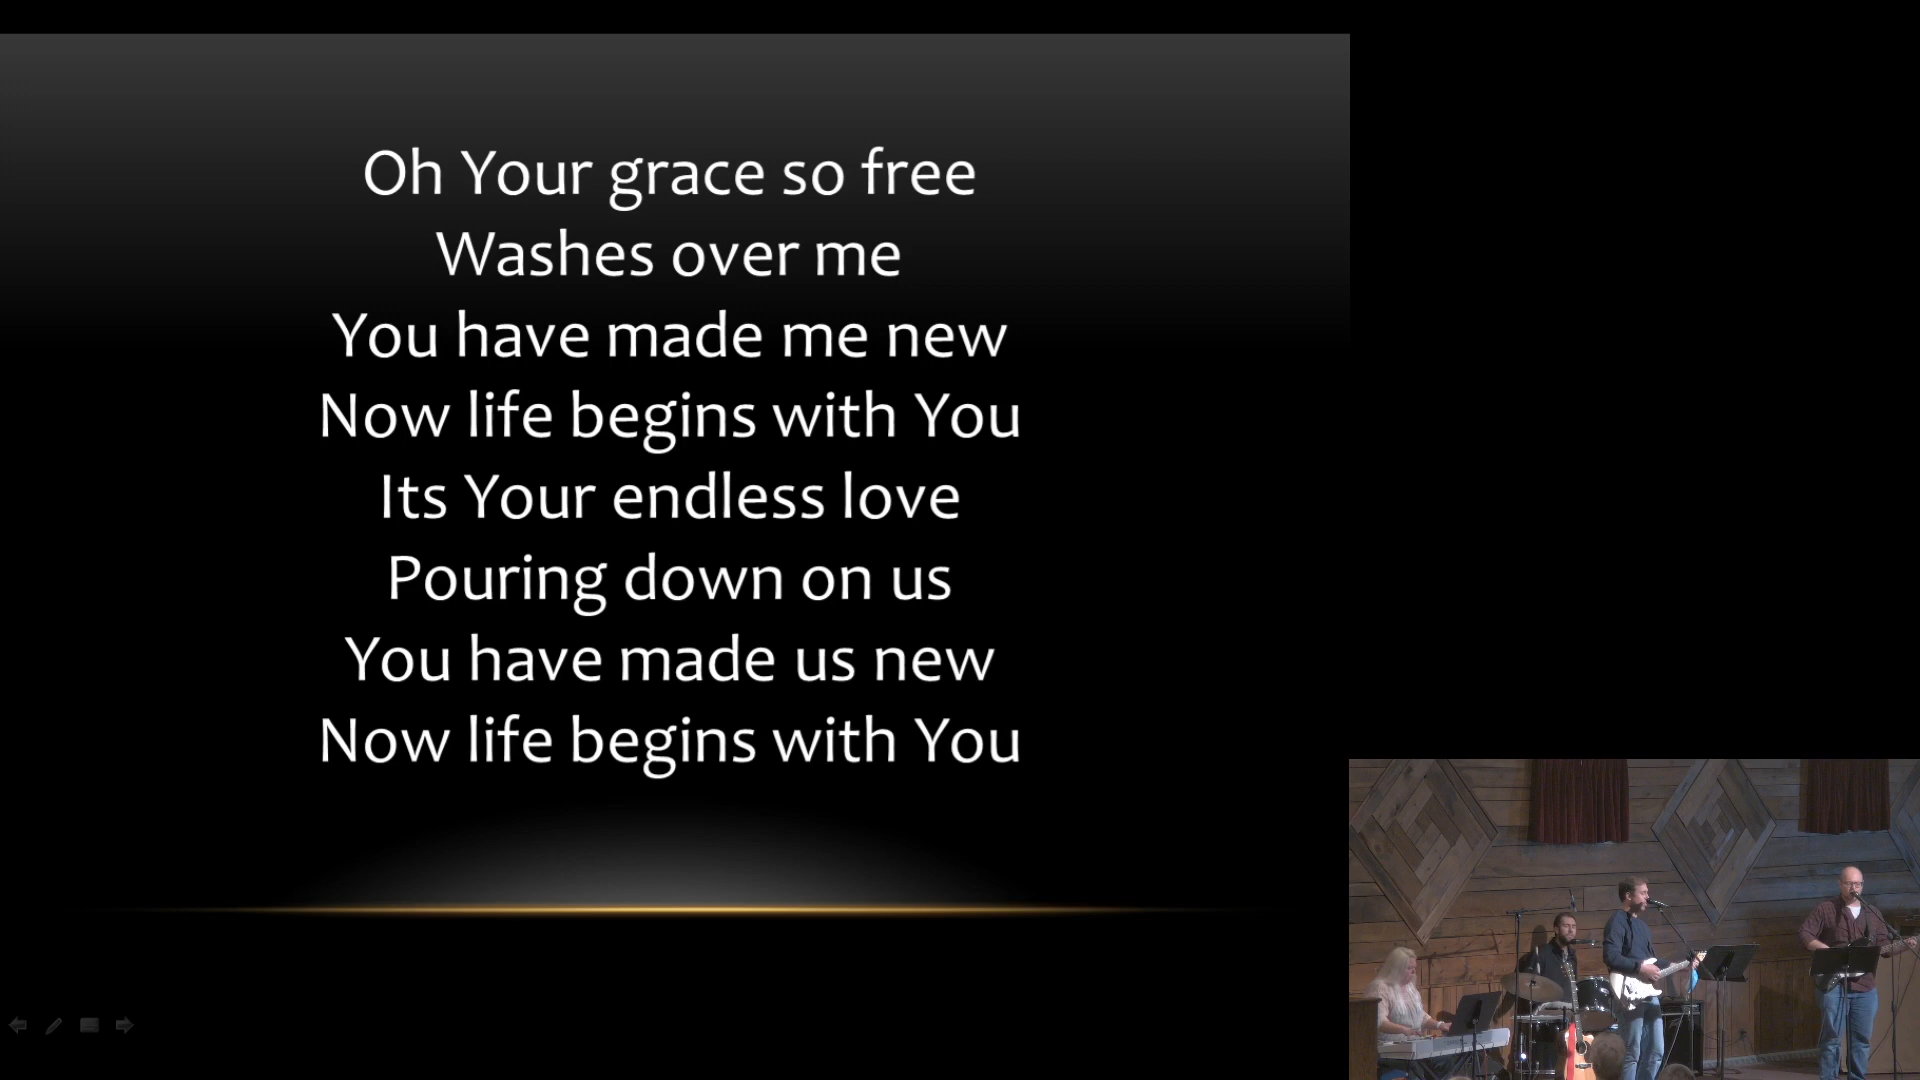 Oh Your grace so free
Washes over me
You have made me new
Now life begins with You
Its Your endless love
Pouring down on us
You have made us new
Now life begins with You